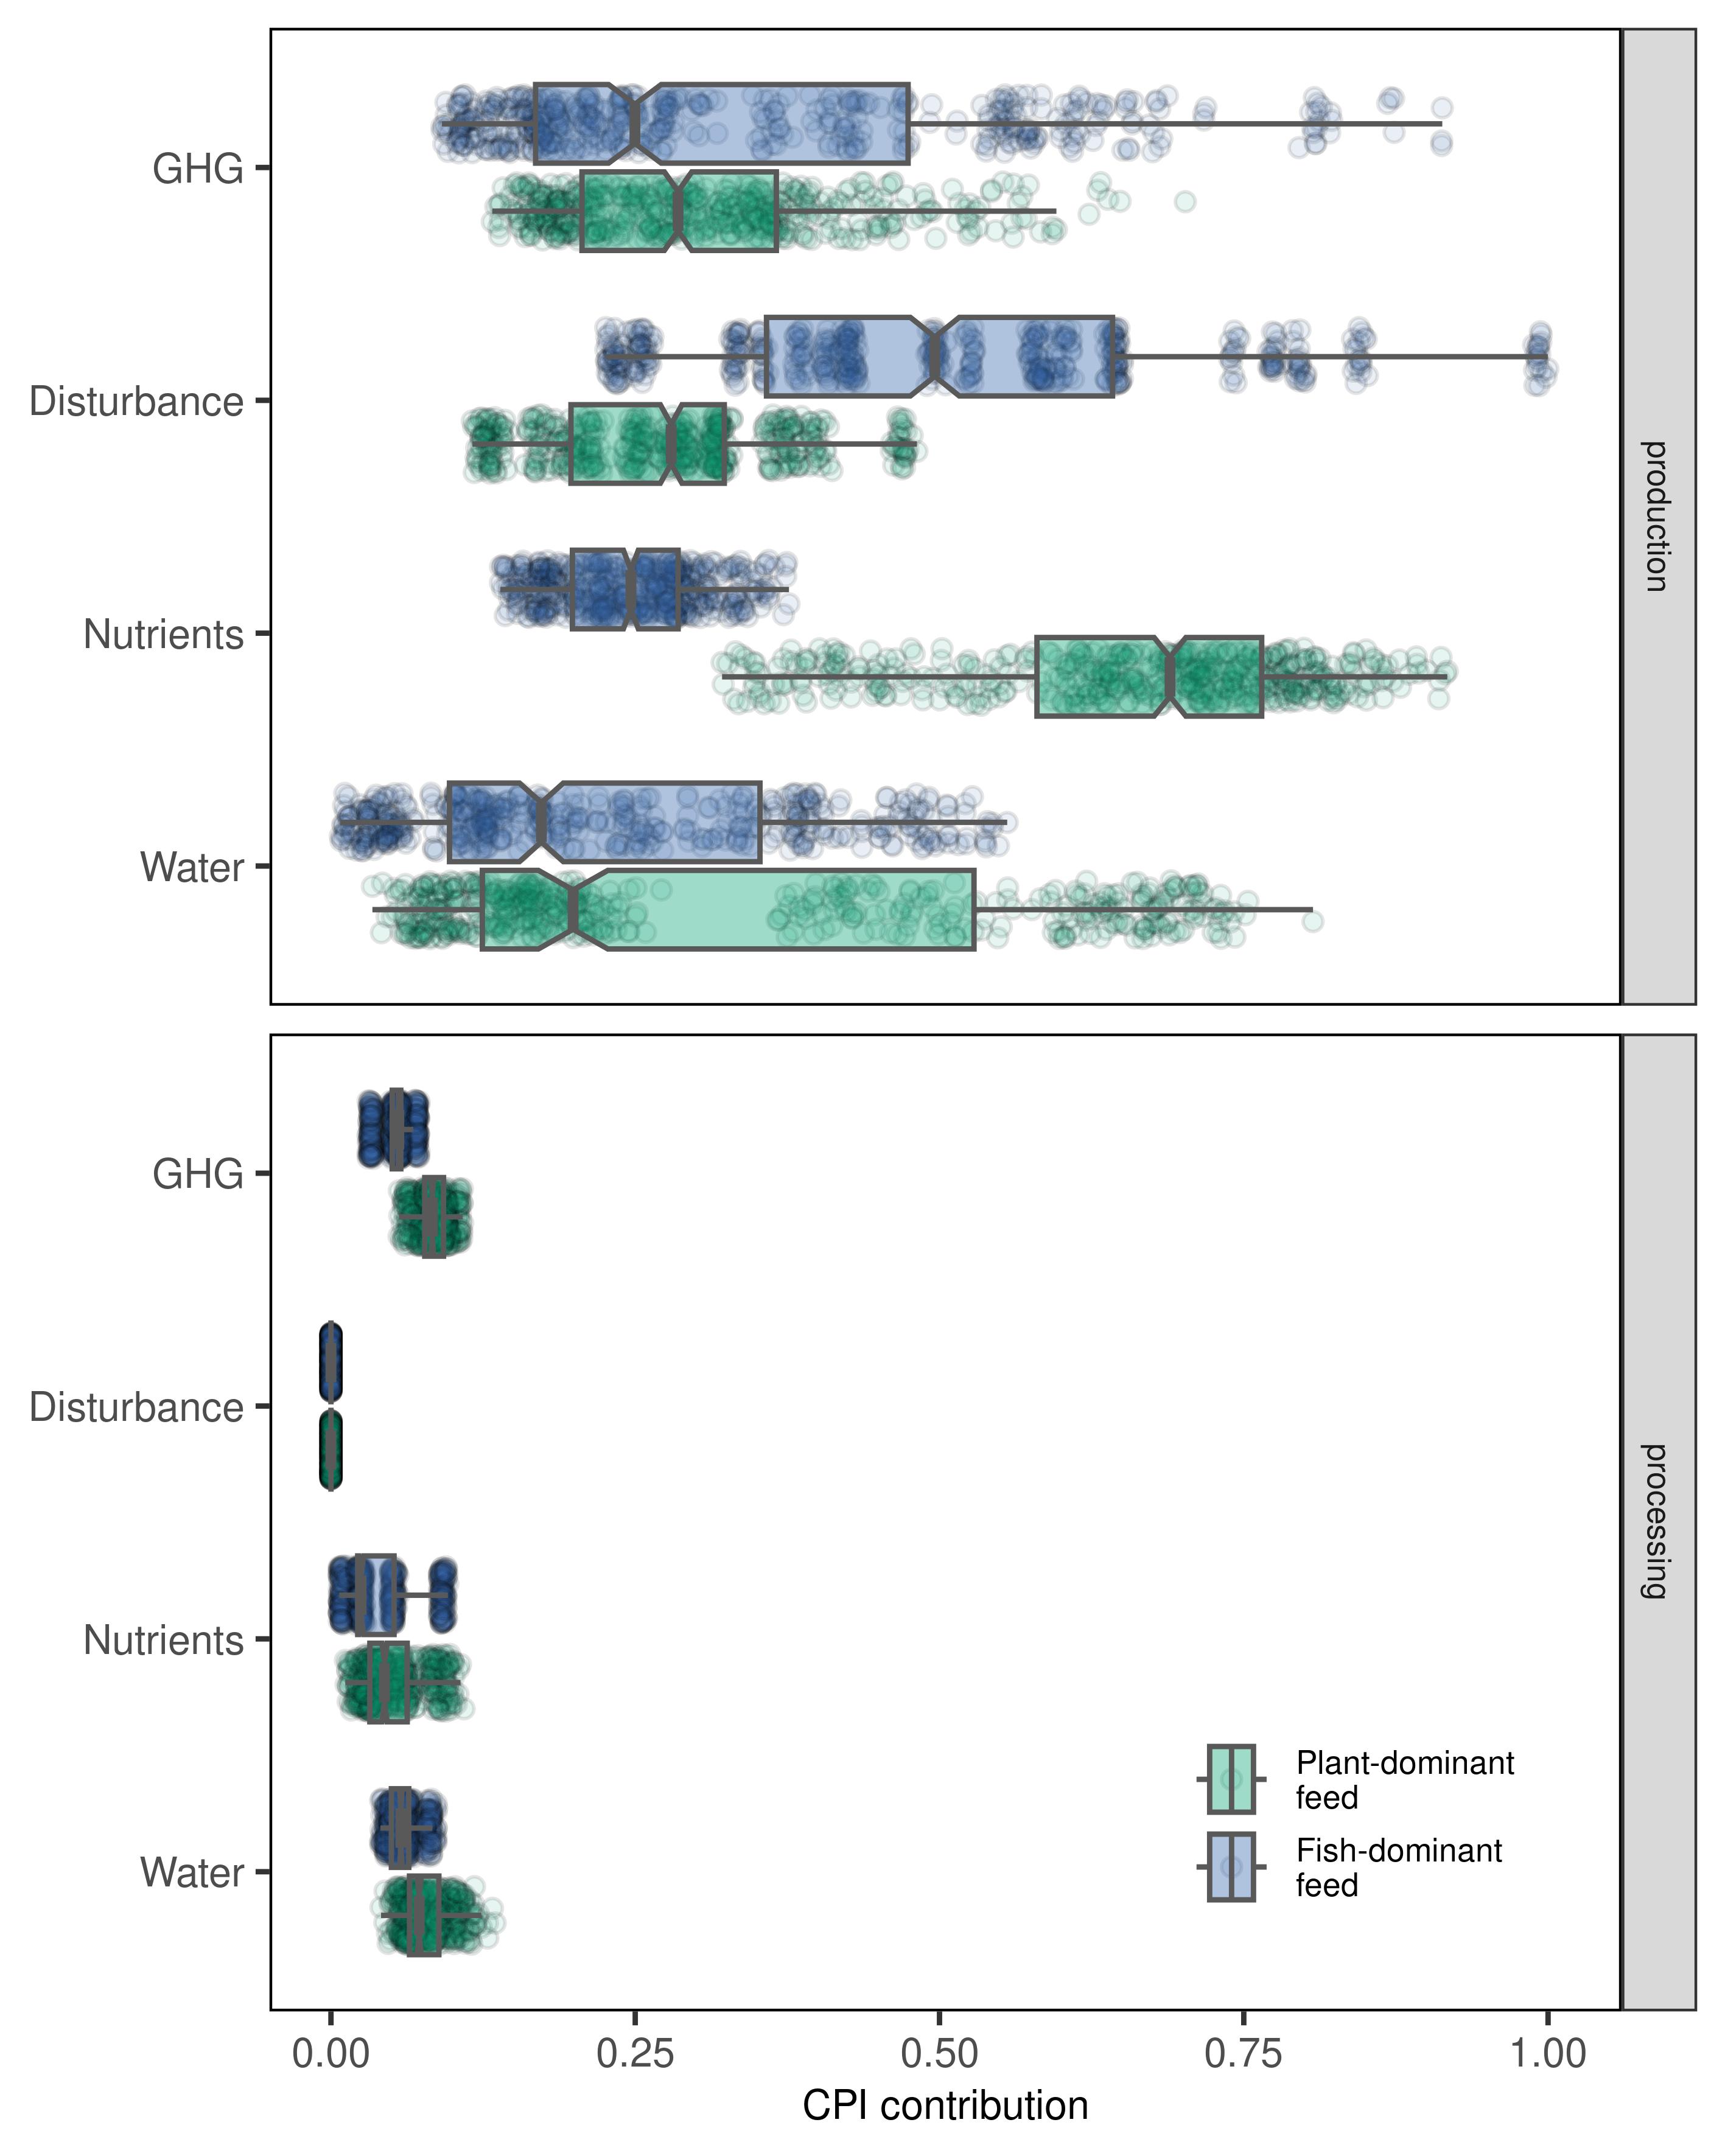 GHG
Disturbance
Nutrients
Water
production
GHG
Disturbance
Nutrients
Water
processing
Plant-dominant
feed
Fish-dominant
feed
0.00 0.25 0.50 0.75 1.00
CPI contribution